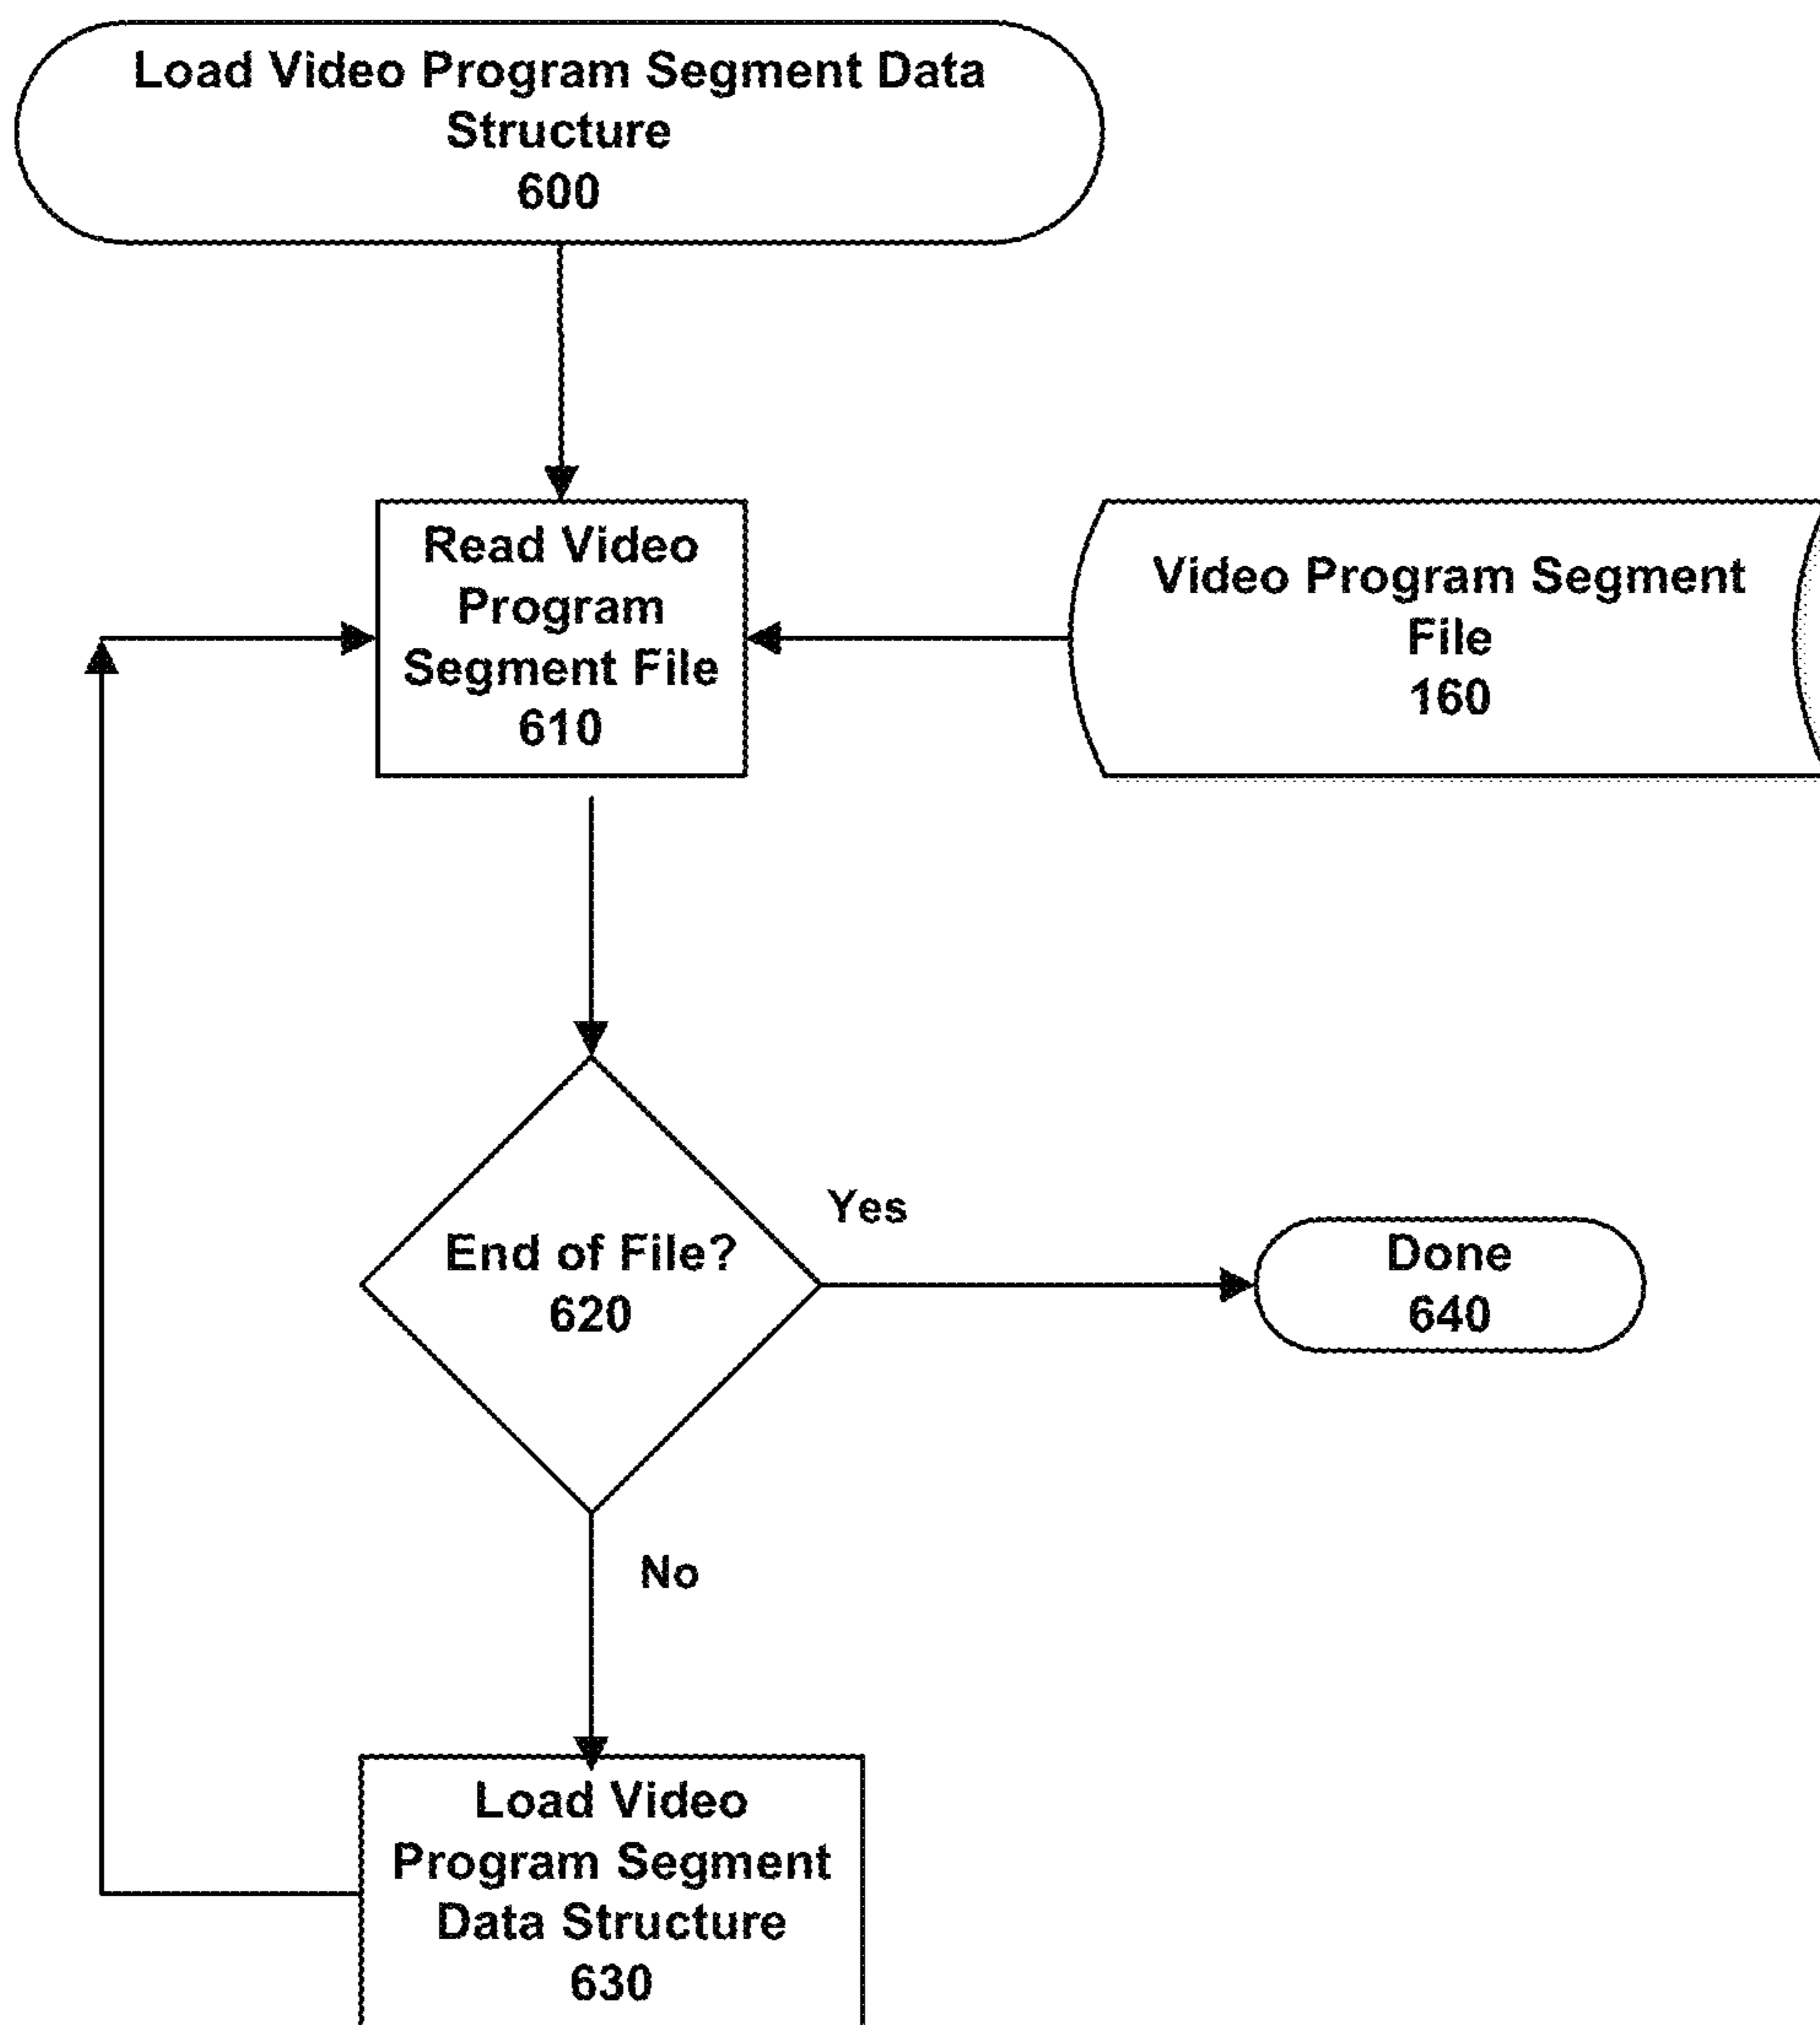 Load Video Program Segment Data
Structure
600
Read Video
Program
Segment File
610
Video Program Segment
File
160
End of File?
620
Yes
Done
640
No
Load Video
Program Segment
Data Structure
630